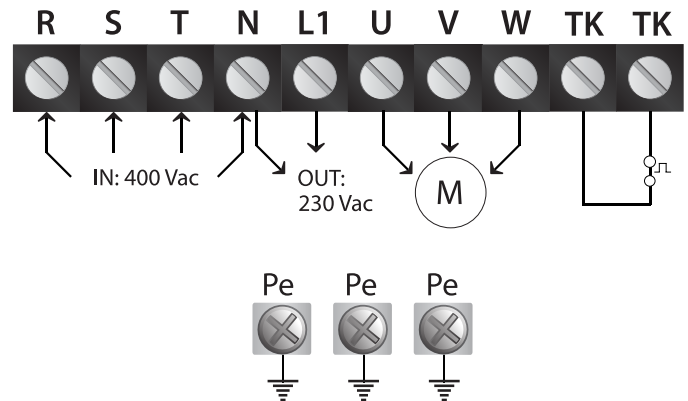 R S T N L1 U V W TK TK
IN: 400 Vac
OUT:
230 Vac
M
Pe Pe Pe